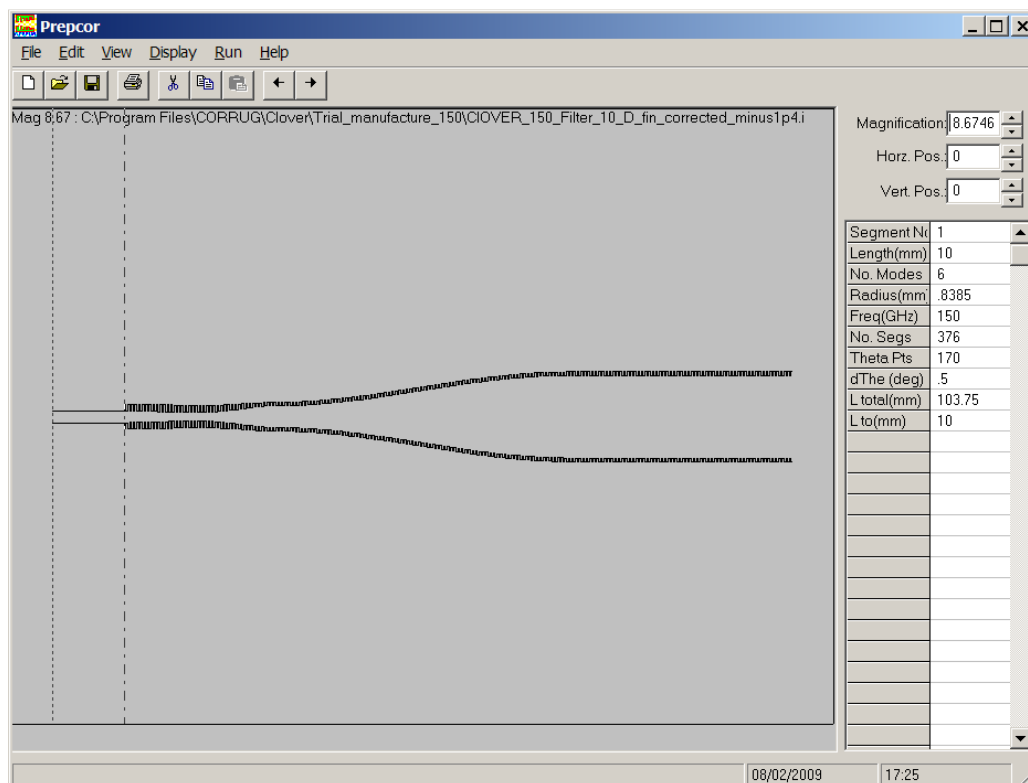 Prepcor
File Edit View Display Run Help
Mag 8.67 : C:\Program Files\CORRUG\Clover\Trial_manufacture_150\ClOVER_150_Filter_10_D_fin_corrected_minus1p4.i
Magnification: 8.6746
Horz. Pos.: 0
Vert. Pos.: 0
Segment No 1
Length(mm) 10
No. Modes 6
Radius(mm) .8385
Freq(GHz) 150
No. Segs 376
Theta Pts 170
dThe (deg) .5
L total(mm) 103.75
L to(mm) 10
08/02/2009 17:25